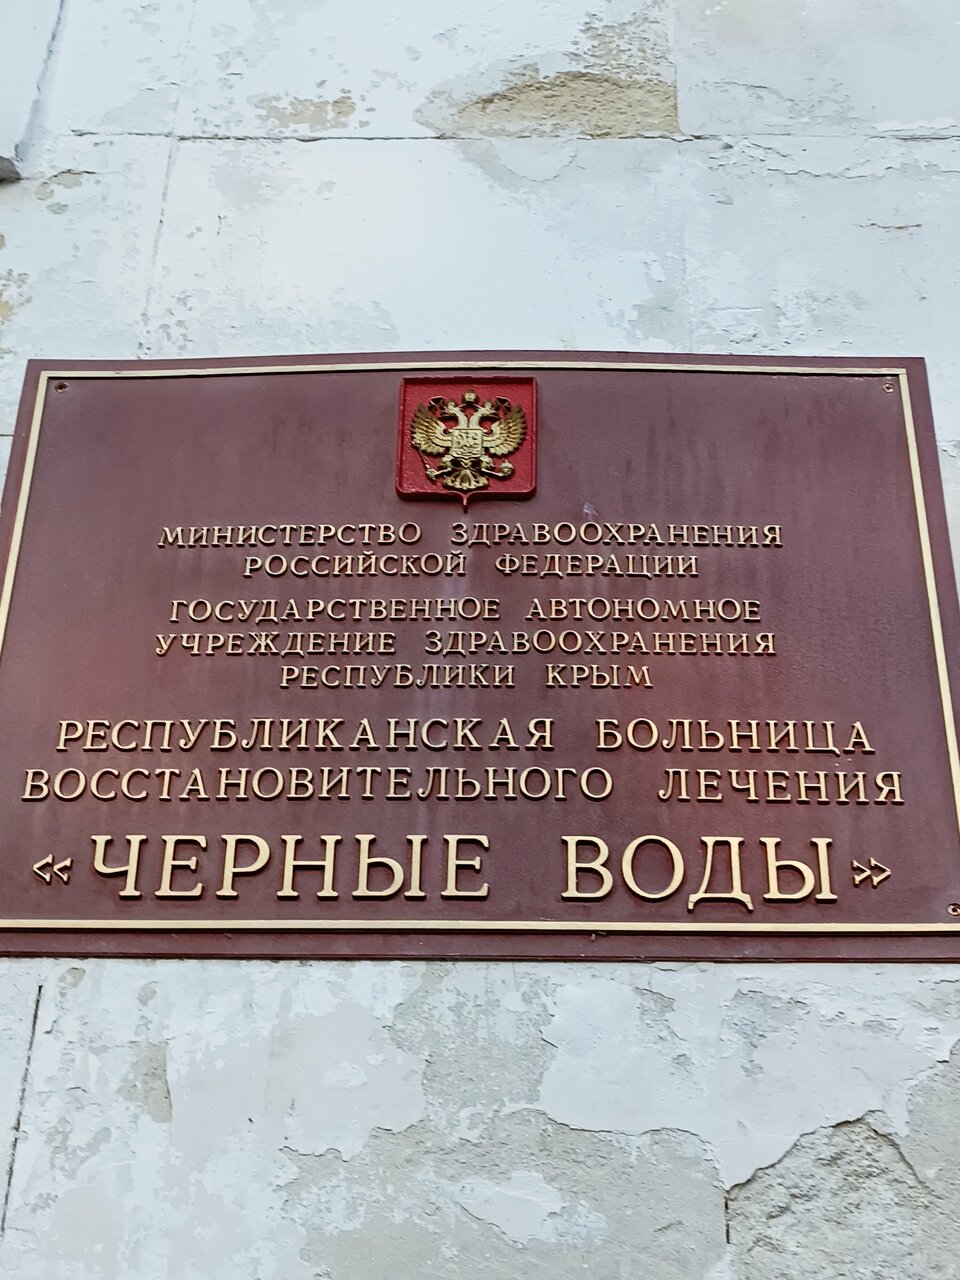 МИНИСТЕРСТВО ЗДРАВООХРАНЕНИЯ
РОССИЙСКОЙ ФЕДЕРАЦИИ
ГОСУДАРСТВЕННОЕ АВТОНОМНОЕ
УЧРЕЖДЕНИЕ ЗДРАВООХРАНЕНИЯ
РЕСПУБЛИКИ КРЫМ
РЕСПУБЛИКАНСКАЯ БОЛЬНИЦА
ВОССТАНОВИТЕЛЬНОГО ЛЕЧЕНИЯ
«ЧЕРНЫЕ ВОДЫ»